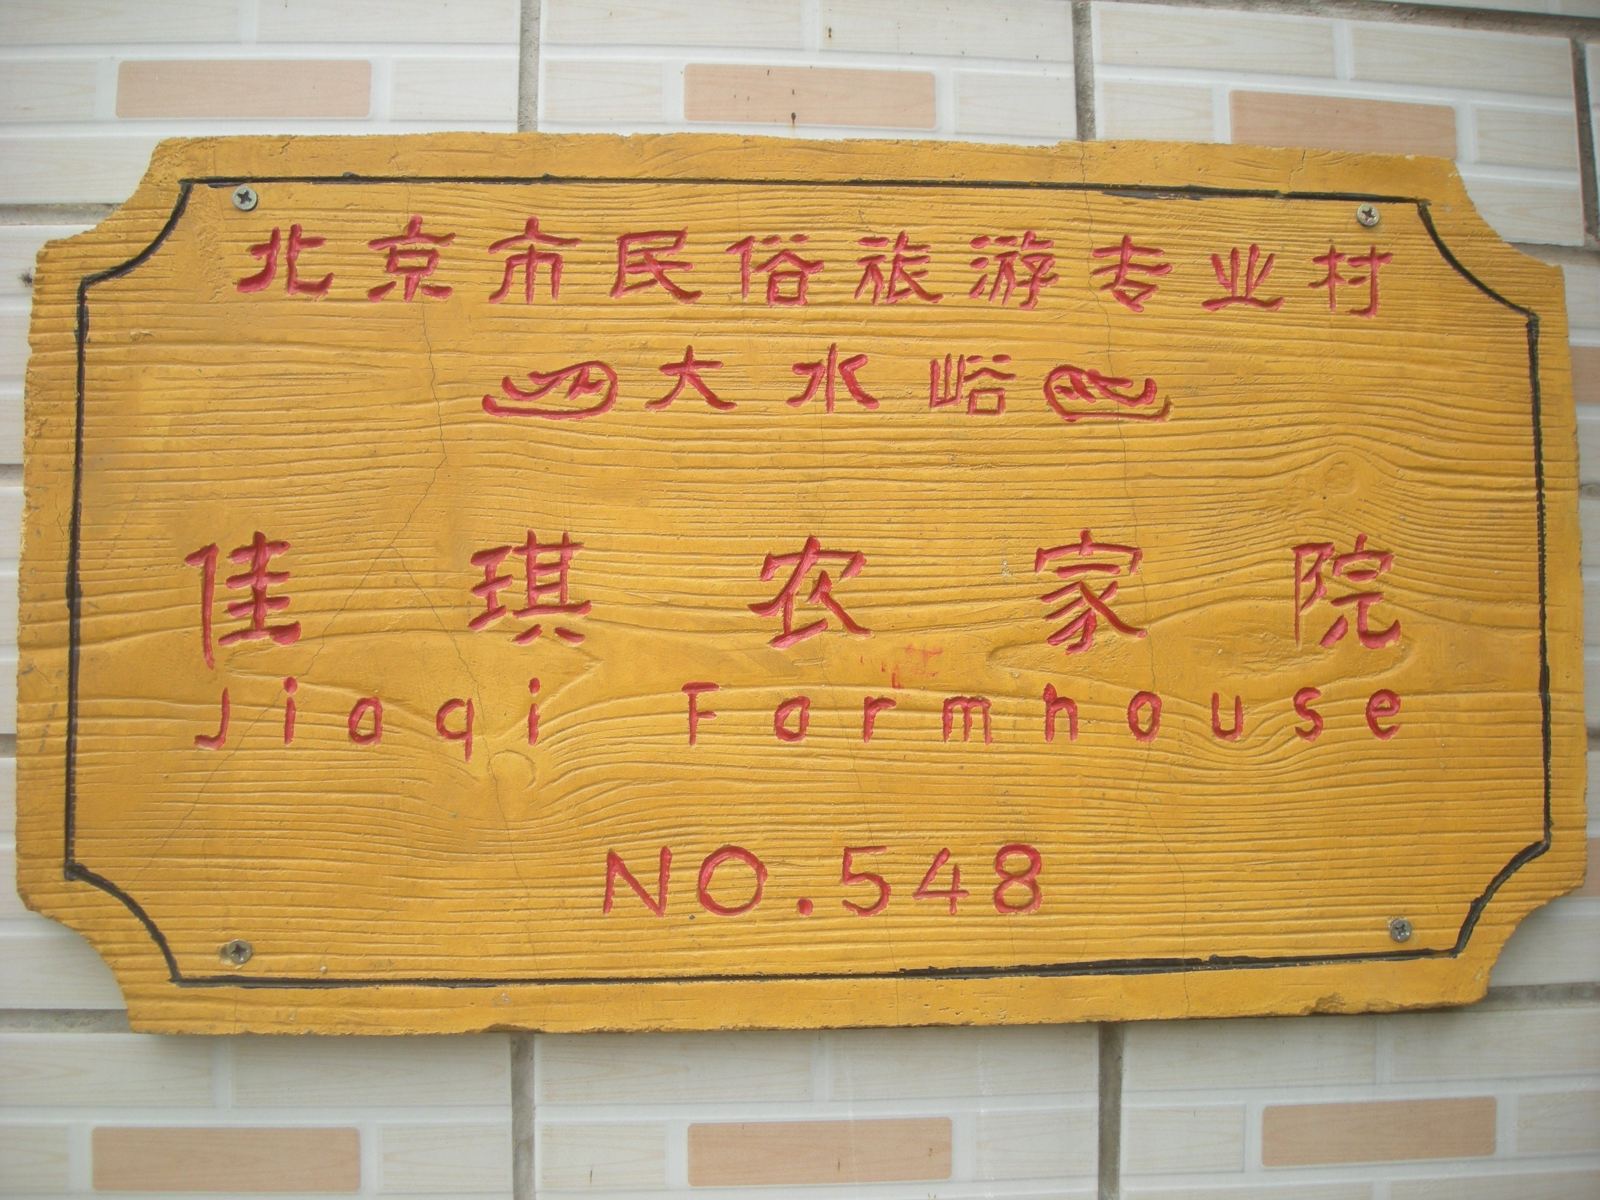 北京市民俗旅游专业村
大水峪
佳琪农家院
Jiaqi Farmhouse
NO.548